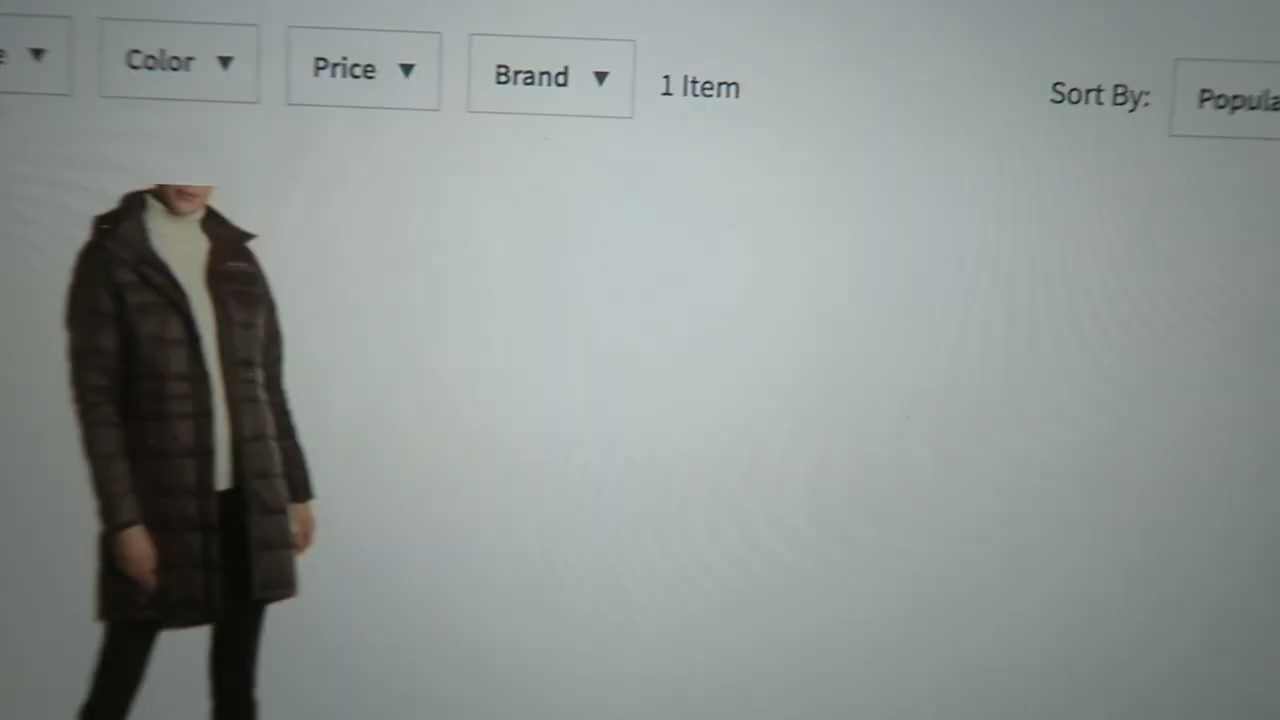 Color ▼
Price ▼
Brand ▼
1 Item
Sort By: